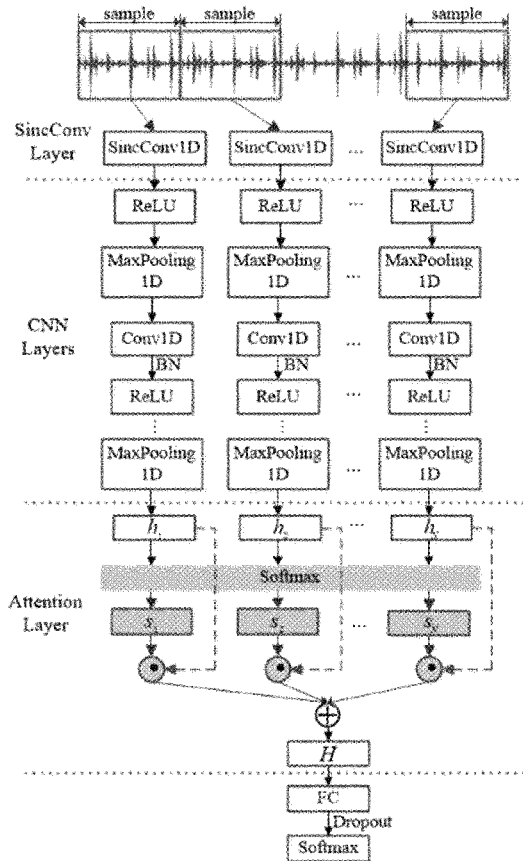 sample sample sample
SincConv
Layer
SincConv1D SincConv1D ... SincConv1D
ReLU ReLU ... ReLU
MaxPooling
1D
MaxPooling
1D
...
MaxPooling
1D
CNN
Layers
Conv1D Conv1D ... Conv1D
BN BN BN
ReLU ReLU ... ReLU
MaxPooling
1D
MaxPooling
1D
...
MaxPooling
1D
h h ... h
Softmax
Attention
Layer
s s ... s
H
FC
Dropout
Softmax